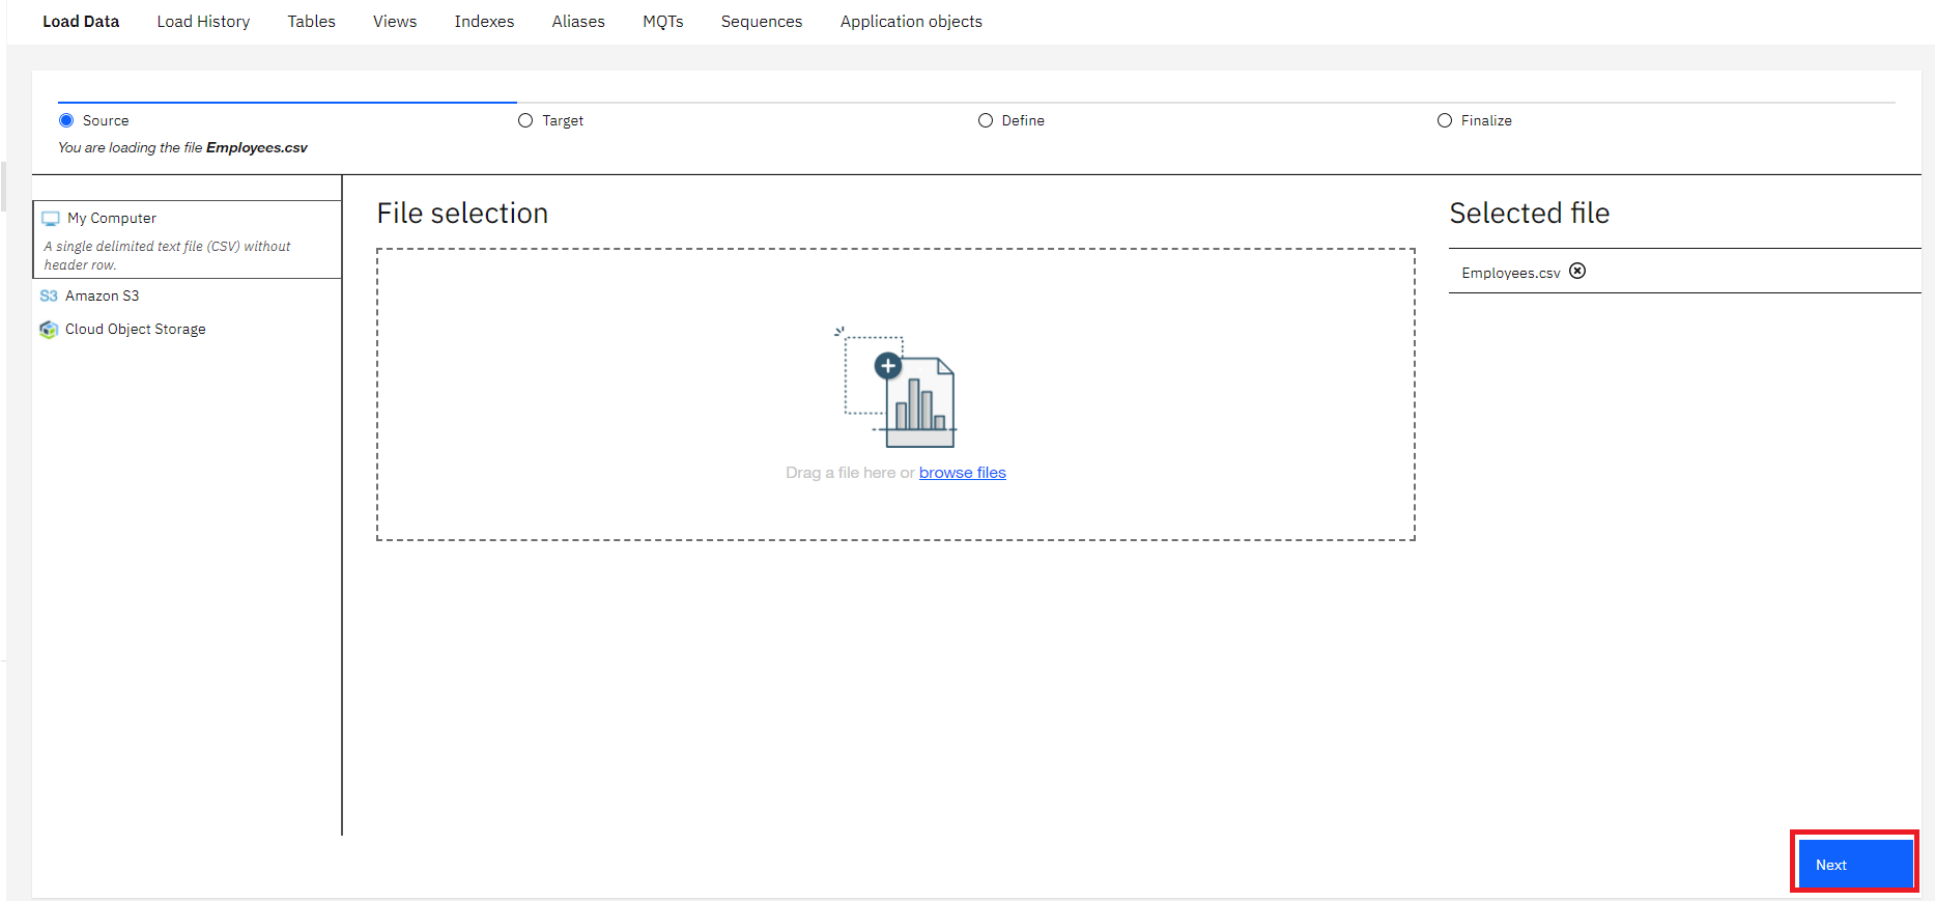 Load Data Load History Tables Views Indexes Aliases MQTs Sequences Application objects
Source Target Define Finalize
You are loading the file Employees.csv
My Computer
A single delimited text file (CSV) without
header row.
S3 Amazon S3
Cloud Object Storage
File selection
Drag a file here or browse files
Selected file
Employees.csv
Next